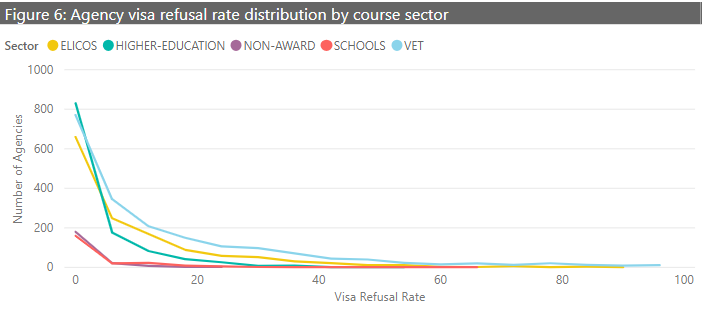 Figure 6: Agency visa refusal rate distribution by course sector
Sector ELICOS HIGHER-EDUCATION NON-AWARD SCHOOLS VET
1000
800
600
400
200
0
Number of Agencies
0 20 40 60 80 100
Visa Refusal Rate